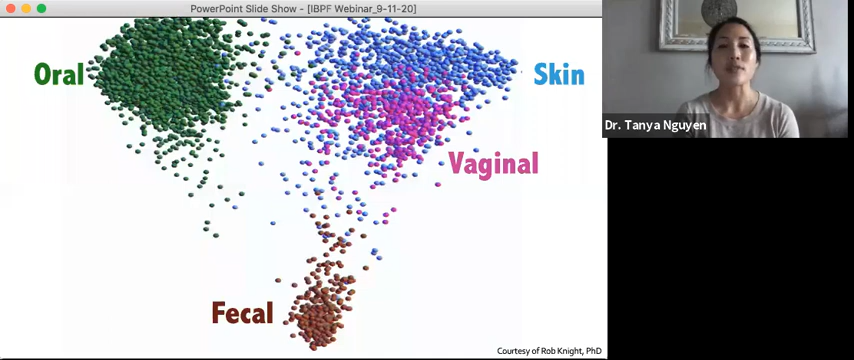 PowerPoint Slide Show - [IBPF Webinar_9-11-20]
Oral
Skin
Dr. Tanya Nguyen
Vaginal
Fecal
Courtesy of Rob Knight, PhD